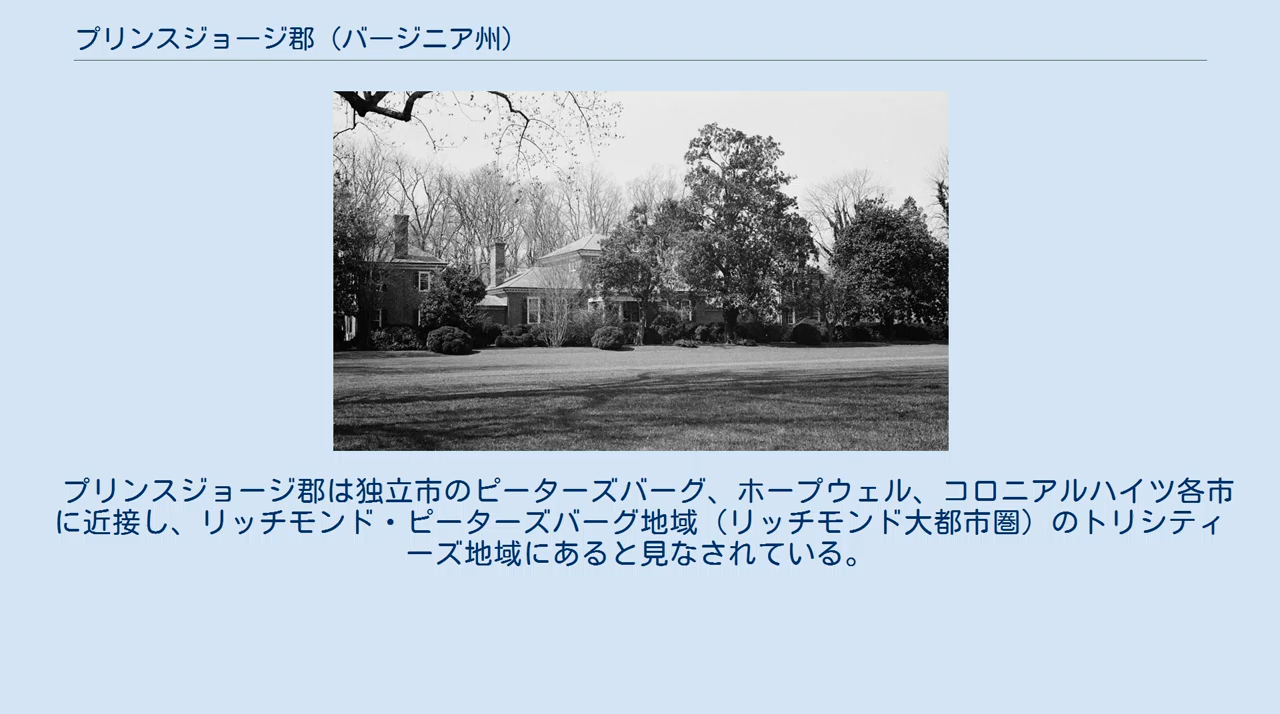 プリンスジョージ郡（バージニア州）
プリンスジョージ郡は独立市のピーターズバーグ、ホープウェル、コロニアルハイツ各市
に近接し、リッチモンド・ピーターズバーグ地域（リッチモンド大都市圏）のトリシティ
ーズ地域にあると見なされている。